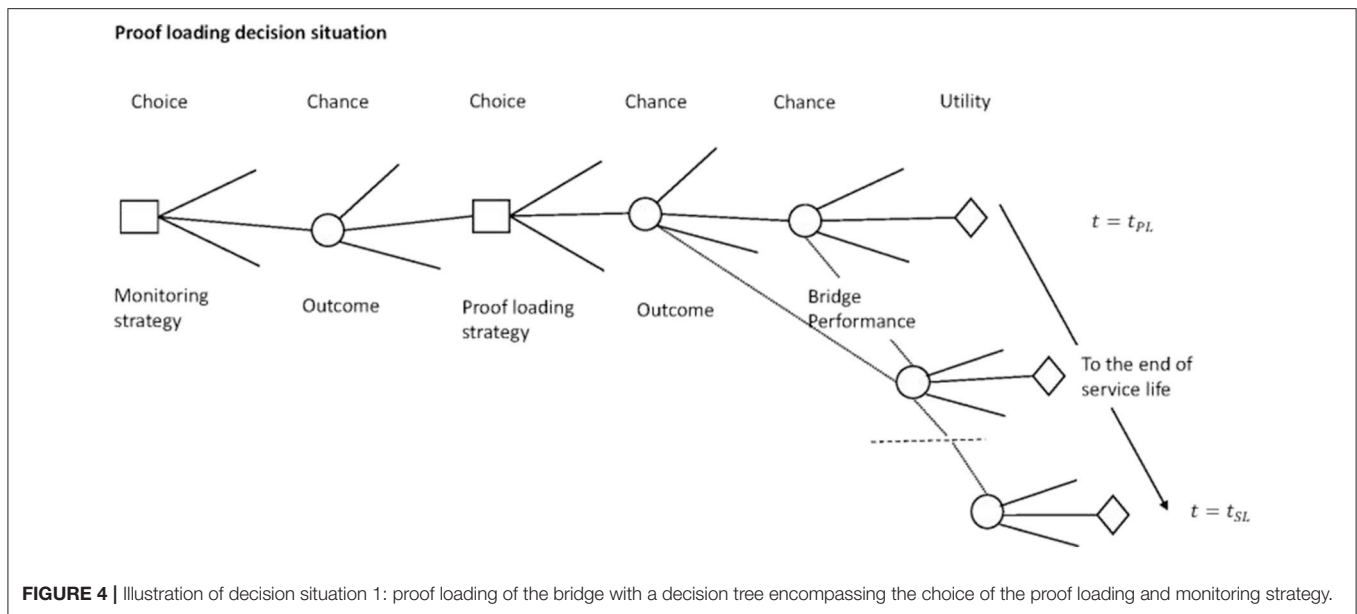 Proof loading decision situation
Choice Chance Choice Chance Chance Utility
t = t_PL
Monitoring
strategy
Outcome
Proof loading
strategy
Outcome
Bridge
Performance
To the end of
service life
t = t_SL
FIGURE 4 | Illustration of decision situation 1: proof loading of the bridge with a decision tree encompassing the choice of the proof loading and monitoring strategy.